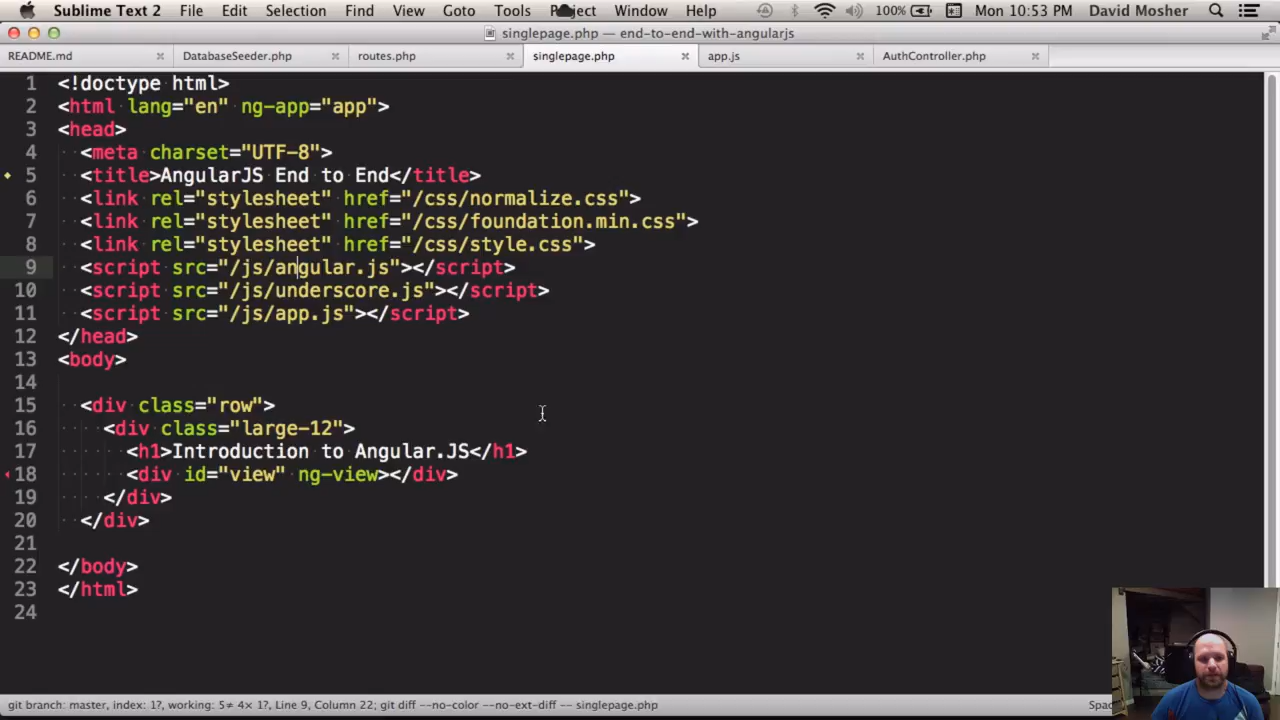 Sublime Text 2 File Edit Selection Find View Goto Tools Project Window Help 100% Mon 10:53 PM David Mosher
singlepage.php — end-to-end-with-angularjs
README.md DatabaseSeeder.php routes.php singlepage.php app.js AuthController.php
1 <!doctype html>
2 <html lang="en" ng-app="app">
3 <head>
4 <meta charset="UTF-8">
5 <title>AngularJS End to End</title>
6 <link rel="stylesheet" href="/css/normalize.css">
7 <link rel="stylesheet" href="/css/foundation.min.css">
8 <link rel="stylesheet" href="/css/style.css">
9 <script src="/js/angular.js"></script>
10 <script src="/js/underscore.js"></script>
11 <script src="/js/app.js"></script>
12 </head>
13 <body>
14
15 <div class="row">
16 <div class="large-12">
17 <h1>Introduction to Angular.JS</h1>
18 <div id="view" ng-view></div>
19 </div>
20 </div>
21
22 </body>
23 </html>
24
git branch: master, index: 1?, working: 5≠ 4× 1?, Line 9, Column 22; git diff --no-color --no-ext-diff -- singlepage.php